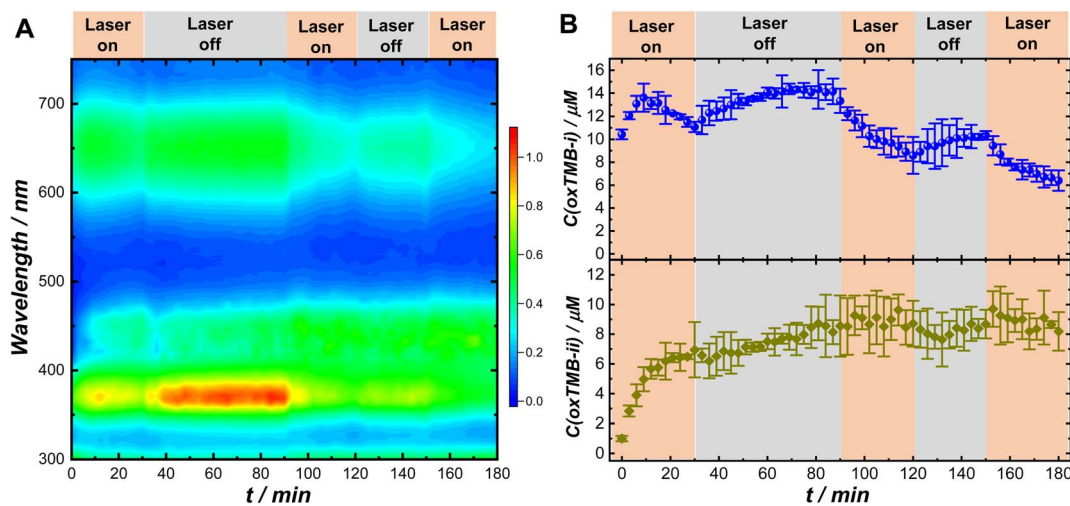 A
Laser on
Laser off
Laser on
Laser off
Laser on
Wavelength / nm
700
600
500
400
300
0 20 40 60 80 100 120 140 160 180
t / min
1.0
0.8
0.6
0.4
0.2
0.0
B
Laser on
Laser off
Laser on
Laser off
Laser on
C(oxTMB-i) / μM
16
14
12
10
8
6
4
2
0
C(oxTMB-ii) / μM
12
10
8
6
4
2
0
0 20 40 60 80 100 120 140 160 180
t / min